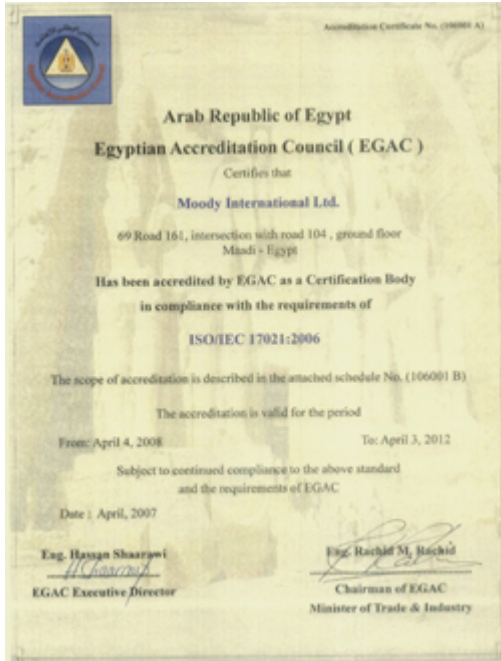 Accreditation Certificate No. (106001 A)
Arab Republic of Egypt
Egyptian Accreditation Council ( EGAC )
Certifies that
Moody International Ltd.
69 Road 161, intersection with road 104 , ground floor
Maadi - Egypt
Has been accredited by EGAC as a Certification Body
in compliance with the requirements of
ISO/IEC 17021:2006
The scope of accreditation is described in the attached schedule No. (106001 B)
The accreditation is valid for the period
From: April 4, 2008 To: April 3, 2012
Subject to continued compliance to the above standard
and the requirements of EGAC
Date : April, 2007
Eng. Hassan Shaarawi Eng. Rachid M. Rachid
EGAC Executive Director Chairman of EGAC
Minister of Trade & Industry